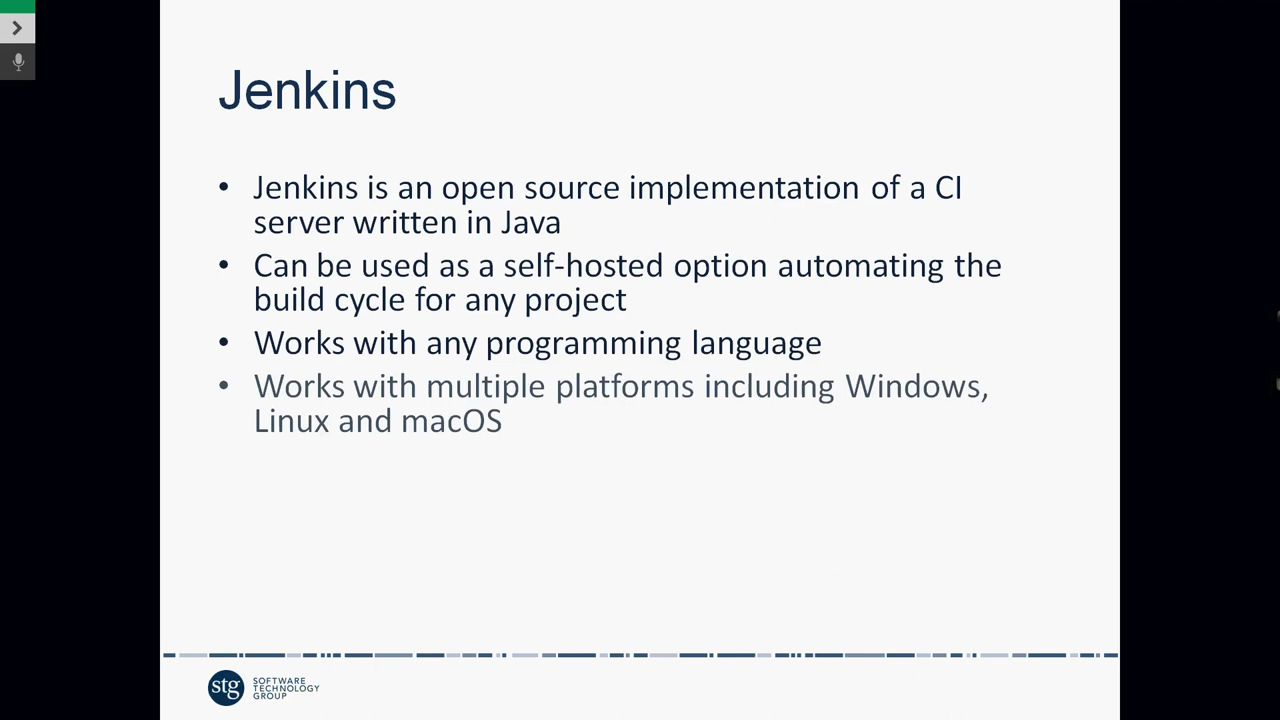 Jenkins
• Jenkins is an open source implementation of a CI
server written in Java
• Can be used as a self-hosted option automating the
build cycle for any project
• Works with any programming language
• Works with multiple platforms including Windows,
Linux and macOS
stg
SOFTWARE
TECHNOLOGY
GROUP